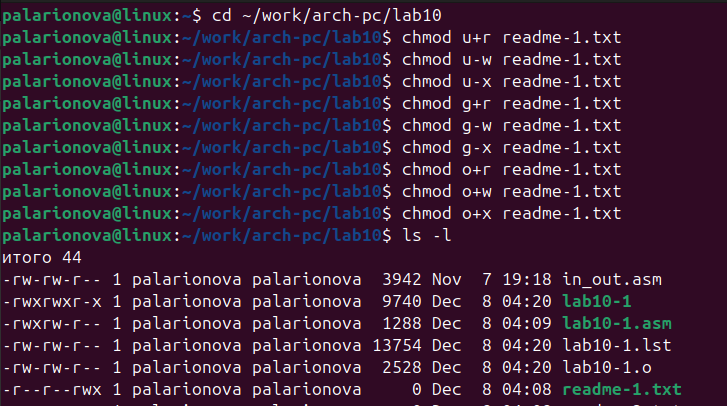 palarionova@linux:~$ cd ~/work/arch-pc/lab10
palarionova@linux:~/work/arch-pc/lab10$ chmod u+r readme-1.txt
palarionova@linux:~/work/arch-pc/lab10$ chmod u-w readme-1.txt
palarionova@linux:~/work/arch-pc/lab10$ chmod u-x readme-1.txt
palarionova@linux:~/work/arch-pc/lab10$ chmod g+r readme-1.txt
palarionova@linux:~/work/arch-pc/lab10$ chmod g-w readme-1.txt
palarionova@linux:~/work/arch-pc/lab10$ chmod g-x readme-1.txt
palarionova@linux:~/work/arch-pc/lab10$ chmod o+r readme-1.txt
palarionova@linux:~/work/arch-pc/lab10$ chmod o+w readme-1.txt
palarionova@linux:~/work/arch-pc/lab10$ chmod o+x readme-1.txt
palarionova@linux:~/work/arch-pc/lab10$ ls -l
итого 44
-rw-rw-r-- 1 palarionova palarionova  3942 Nov  7 19:18 in_out.asm
-rwxrwxr-x 1 palarionova palarionova  9740 Dec  8 04:20 lab10-1
-rwxrw-r-- 1 palarionova palarionova  1288 Dec  8 04:09 lab10-1.asm
-rw-rw-r-- 1 palarionova palarionova 13754 Dec  8 04:20 lab10-1.lst
-rw-rw-r-- 1 palarionova palarionova  2528 Dec  8 04:20 lab10-1.o
-r--r--rwx 1 palarionova palarionova     0 Dec  8 04:08 readme-1.txt